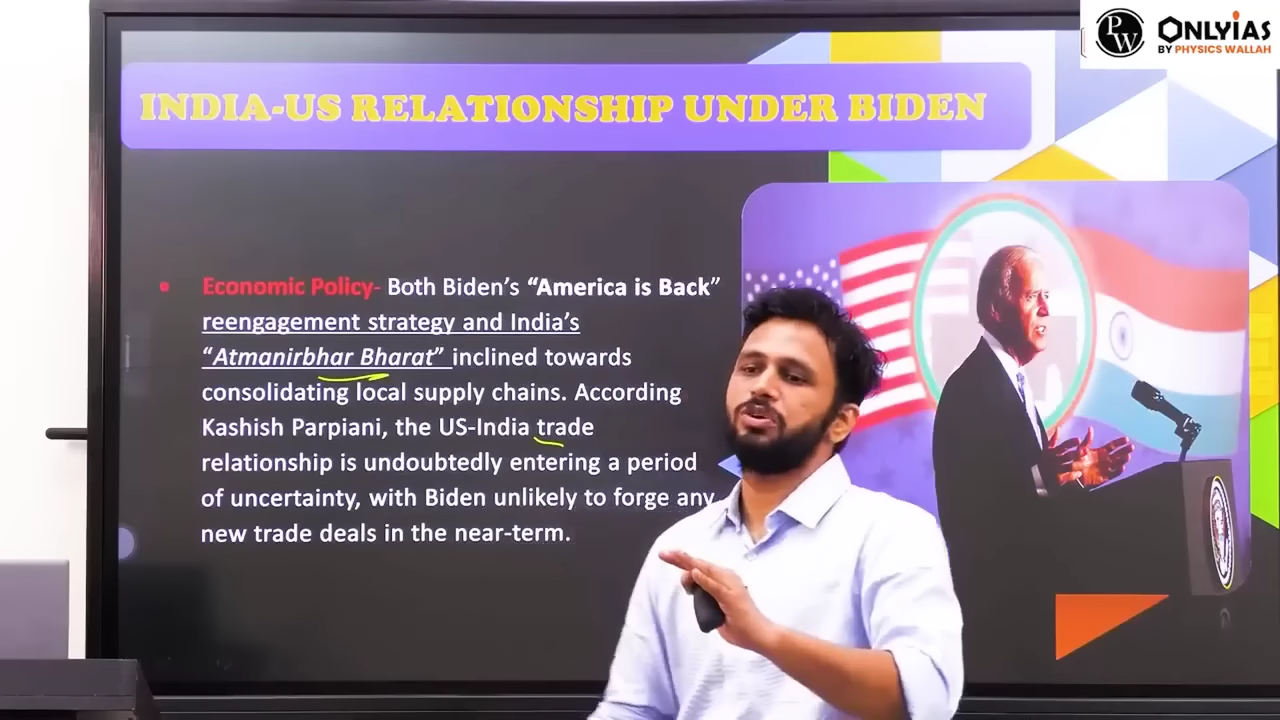 PW
ONLYIAS
BY PHYSICS WALLAH
INDIA-US RELATIONSHIP UNDER BIDEN
• Economic Policy- Both Biden’s “America is Back”
reengagement strategy and India’s
“Atmanirbhar Bharat” inclined towards
consolidating local supply chains. According
Kashish Parpiani, the US-India trade
relationship is undoubtedly entering a period
of uncertainty, with Biden unlikely to forge any
new trade deals in the near-term.